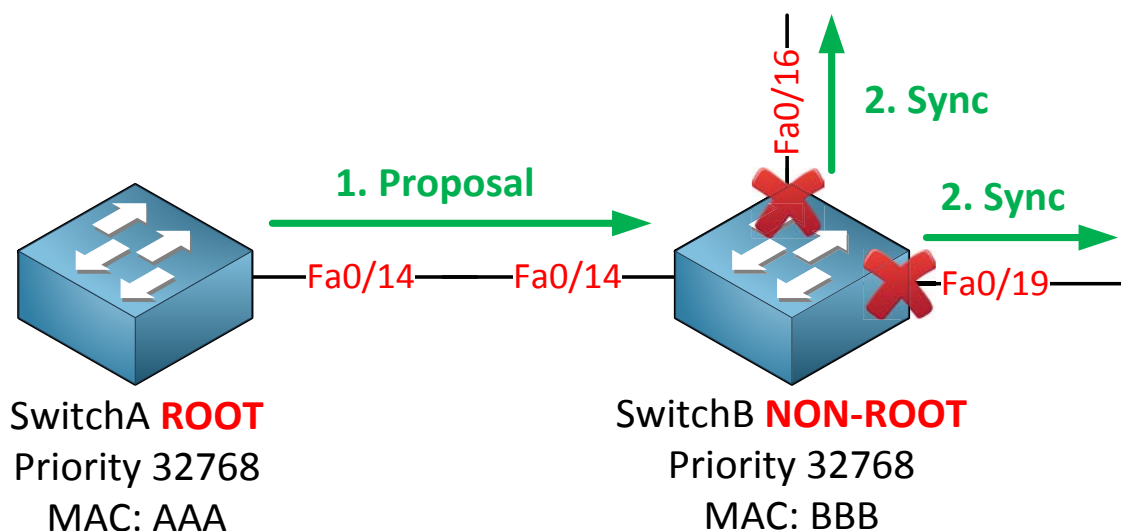 Fa0/16
2. Sync
1. Proposal
2. Sync
Fa0/14
Fa0/14
Fa0/19
SwitchA ROOT
Priority 32768
MAC: AAA
SwitchB NON-ROOT
Priority 32768
MAC: BBB